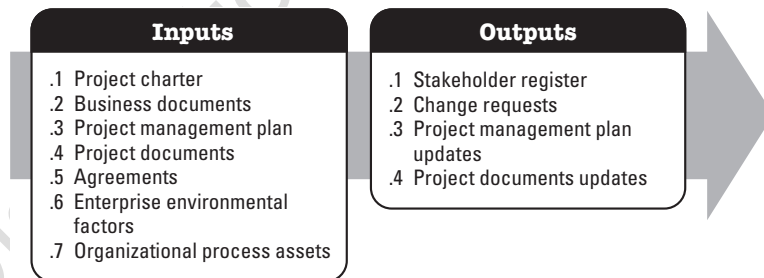 Inputs
.1 Project charter
.2 Business documents
.3 Project management plan
.4 Project documents
.5 Agreements
.6 Enterprise environmental
factors
.7 Organizational process assets
Outputs
.1 Stakeholder register
.2 Change requests
.3 Project management plan
updates
.4 Project documents updates